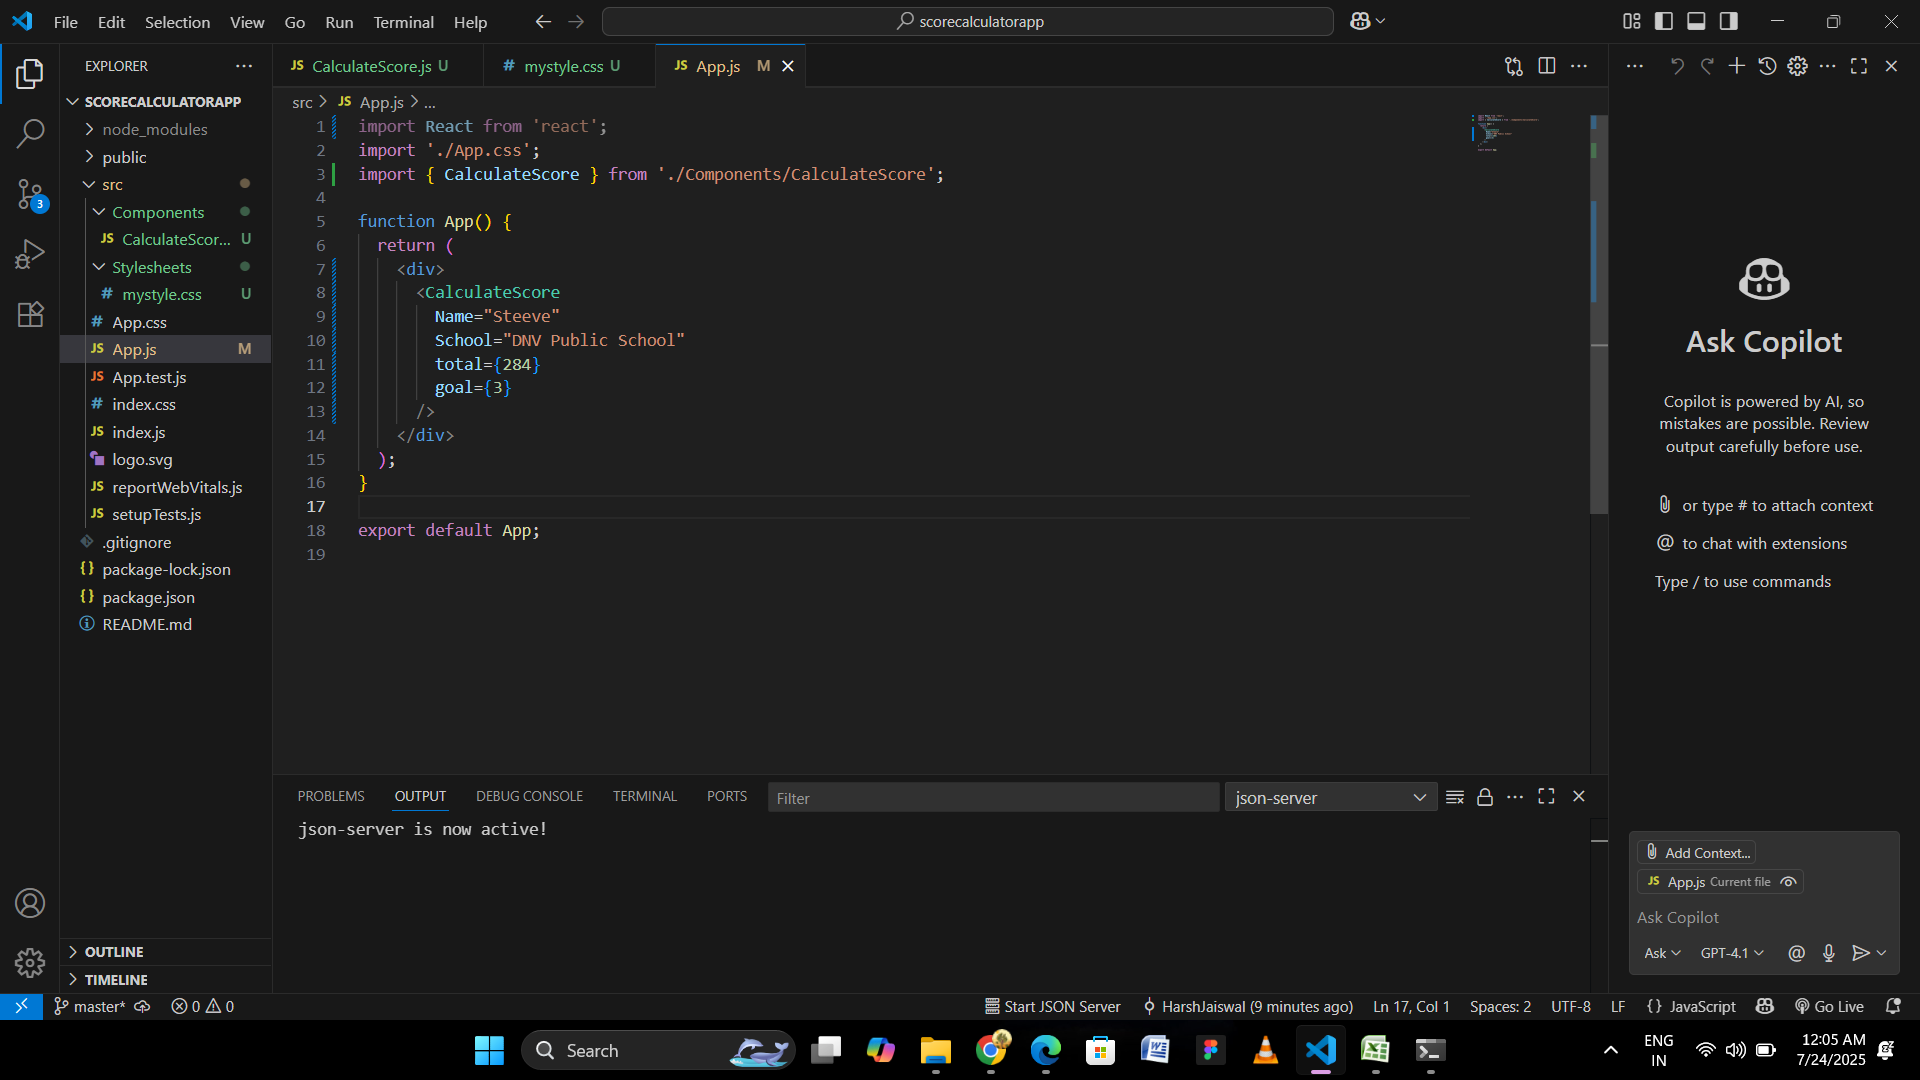 File Edit Selection View Go Run Terminal Help
scorecalculatorapp
EXPLORER
SCORECALCULATORAPP
node_modules
public
src
Components
JS CalculateScor... U
Stylesheets
# mystyle.css U
# App.css
JS App.js M
JS App.test.js
# index.css
JS index.js
logo.svg
JS reportWebVitals.js
JS setupTests.js
.gitignore
{} package-lock.json
{} package.json
README.md
OUTLINE
TIMELINE
3
JS CalculateScore.js U
# mystyle.css U
JS App.js M
src > JS App.js > ...
1 import React from 'react';
2 import './App.css';
3 import { CalculateScore } from './Components/CalculateScore';
4
5 function App() {
6 return (
7 <div>
8 <CalculateScore
9 Name="Steeve"
10 School="DNV Public School"
11 total={284}
12 goal={3}
13 />
14 </div>
15 );
16 }
17
18 export default App;
19
PROBLEMS OUTPUT DEBUG CONSOLE TERMINAL PORTS
Filter
json-server
json-server is now active!
Ask Copilot
Copilot is powered by AI, so
mistakes are possible. Review
output carefully before use.
or type # to attach context
@ to chat with extensions
Type / to use commands
Add Context...
JS App.js Current file
Ask Copilot
Ask GPT-4.1 @
master* 0 0
Start JSON Server HarshJaiswal (9 minutes ago) Ln 17, Col 1 Spaces: 2 UTF-8 LF {} JavaScript Go Live
Search
ENG
IN
12:05 AM
7/24/2025